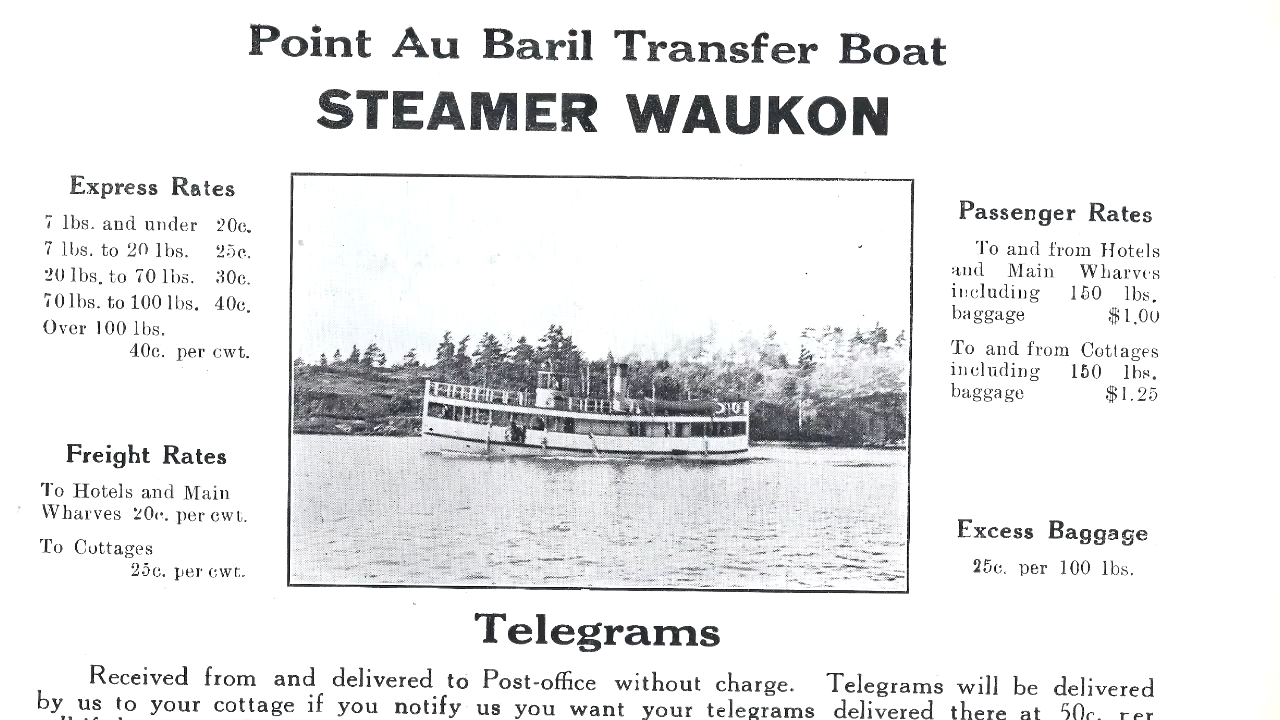 Point Au Baril Transfer Boat
STEAMER WAUKON
Express Rates
7 lbs. and under 20c.
7 lbs. to 20 lbs. 25c.
20 lbs. to 70 lbs. 30c.
70 lbs. to 100 lbs. 40c.
Over 100 lbs.
40c. per cwt.
Freight Rates
To Hotels and Main
Wharves 20c. per cwt.
To Cottages
25c. per cwt.
Passenger Rates
To and from Hotels
and Main Wharves
including 150 lbs.
baggage $1.00
To and from Cottages
including 150 lbs.
baggage $1.25
Excess Baggage
25c. per 100 lbs.
Telegrams
Received from and delivered to Post-office without charge. Telegrams will be delivered
by us to your cottage if you notify us you want your telegrams delivered there at 50c. per